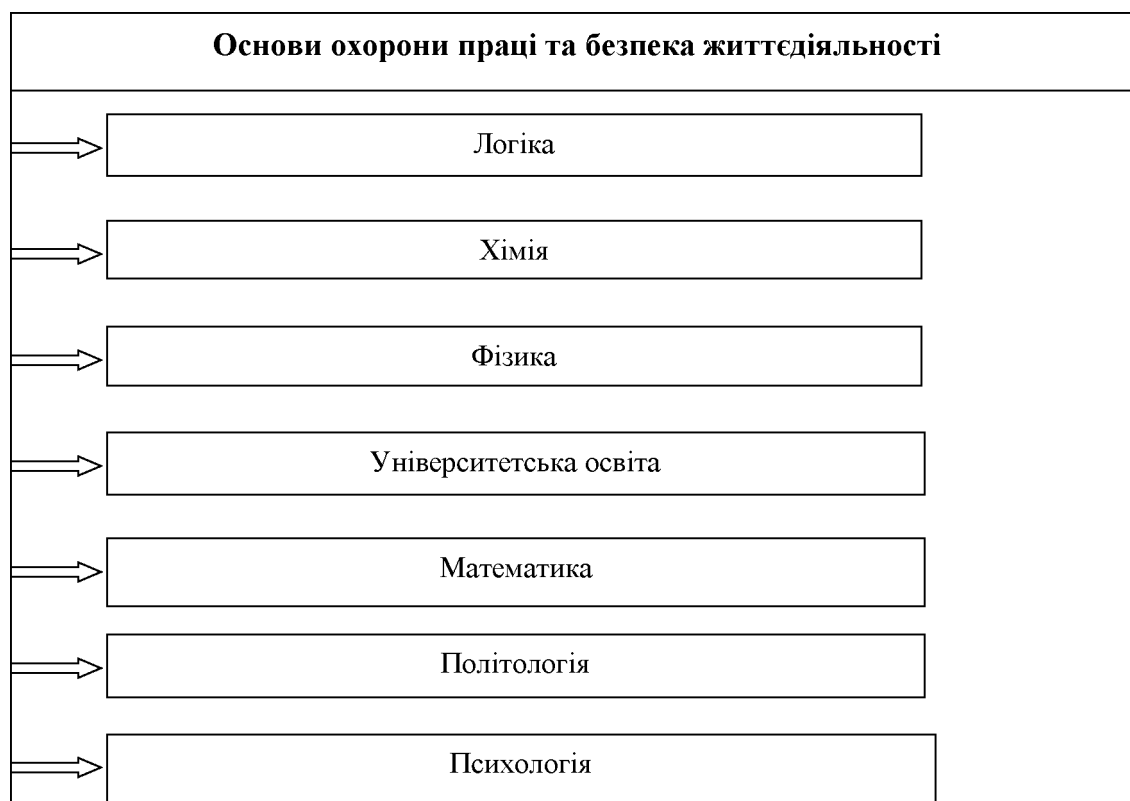 Основи охорони праці та безпека життєдіяльності
Логіка
Хімія
Фізика
Університетська освіта
Математика
Політологія
Психологія